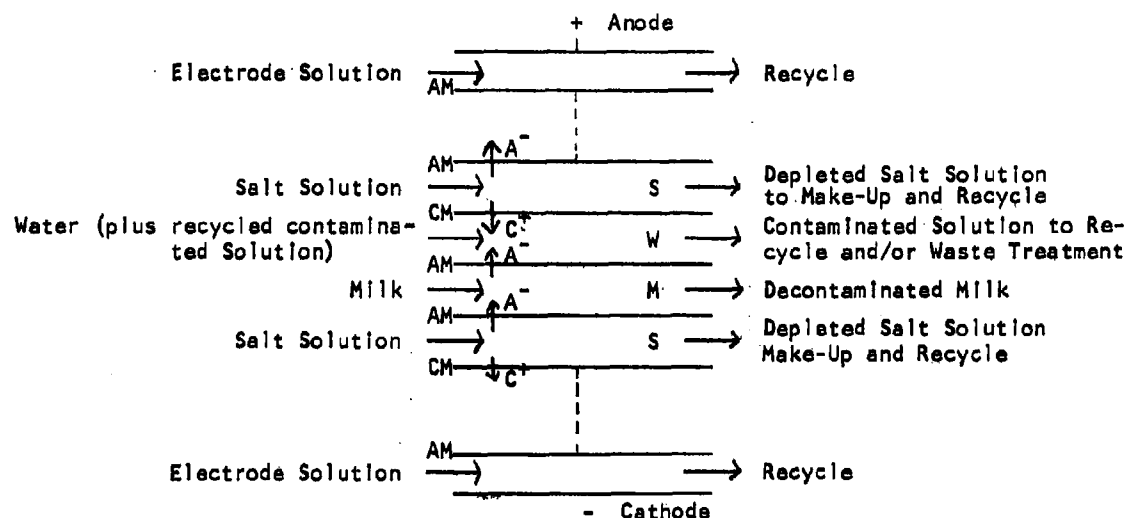 + Anode
Electrode Solution
Recycle
AM
AM
A-
Salt Solution
S
Depleted Salt Solution
to Make-Up and Recycle
CM
C+
Water (plus recycled contamina-
ted Solution)
W
Contaminated Solution to Re-
cycle and/or Waste Treatment
AM
A-
Milk
M
Decontaminated Milk
AM
A-
Salt Solution
S
Depleted Salt Solution
Make-Up and Recycle
CM
C+
AM
Electrode Solution
Recycle
- Cathode